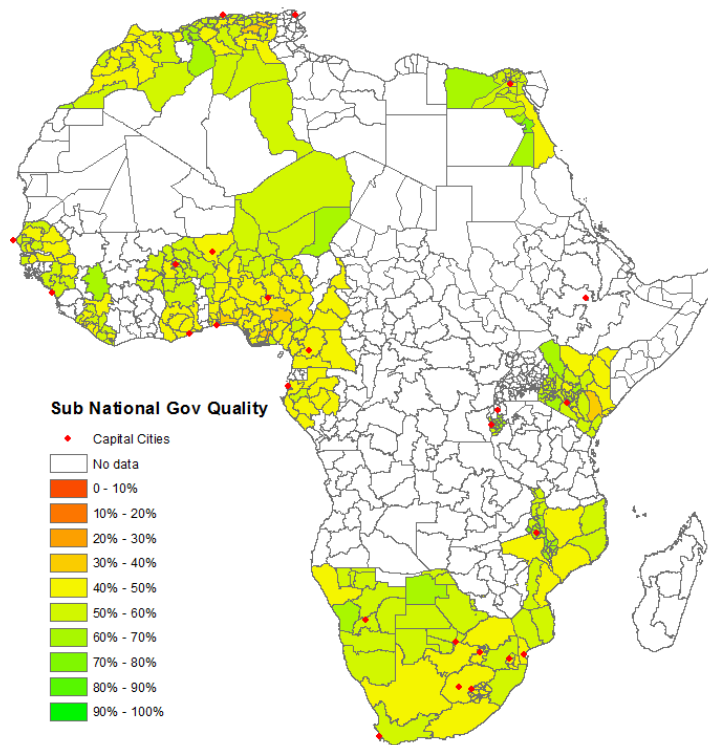 Sub National Gov Quality
Capital Cities
No data
0 - 10%
10% - 20%
20% - 30%
30% - 40%
40% - 50%
50% - 60%
60% - 70%
70% - 80%
80% - 90%
90% - 100%